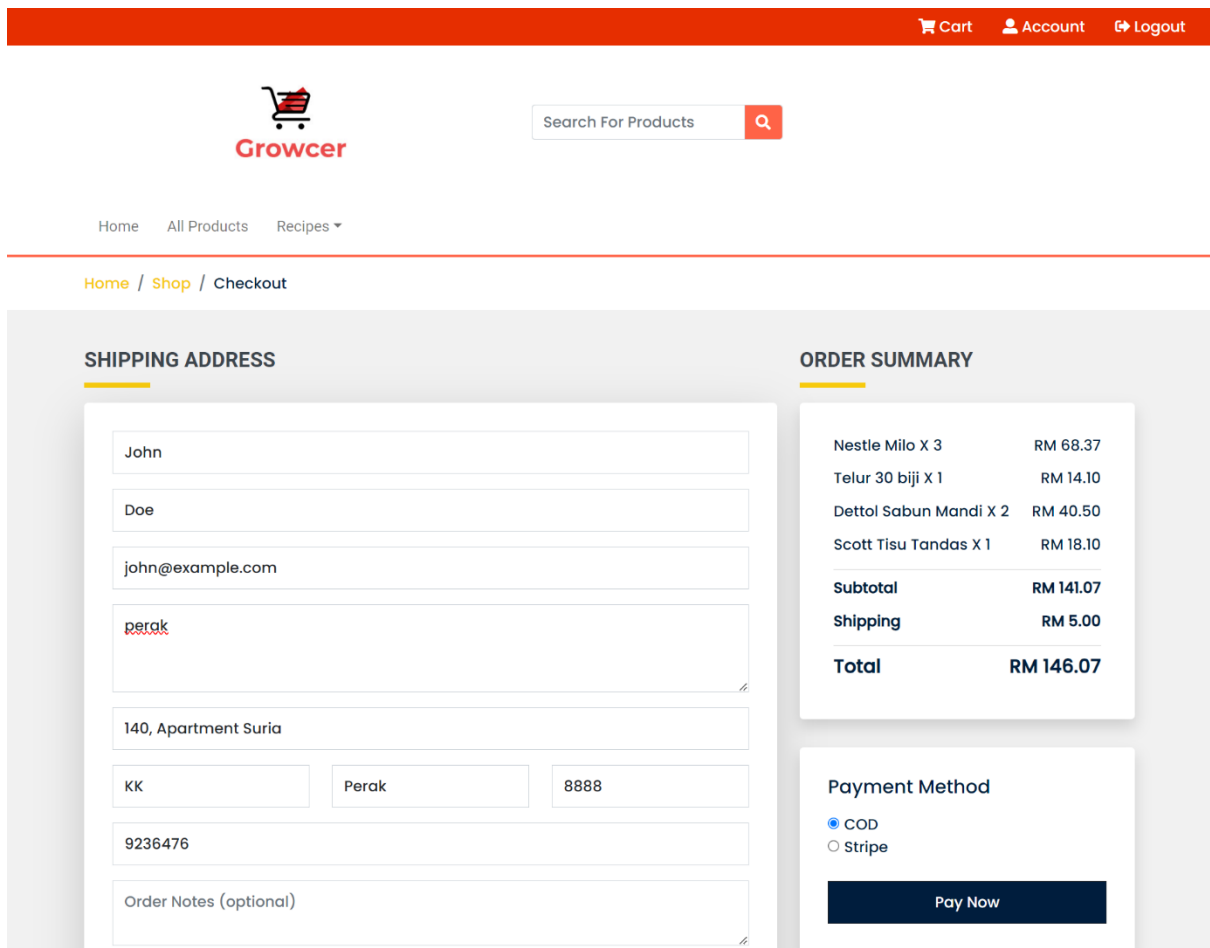 Cart Account Logout
Growcer
Search For Products
Home All Products Recipes
Home / Shop / Checkout
SHIPPING ADDRESS
John
Doe
john@example.com
perak
140, Apartment Suria
KK Perak 8888
9236476
Order Notes (optional)
ORDER SUMMARY
Nestle Milo X 3 RM 68.37
Telur 30 biji X 1 RM 14.10
Dettol Sabun Mandi X 2 RM 40.50
Scott Tisu Tandas X 1 RM 18.10
Subtotal RM 141.07
Shipping RM 5.00
Total RM 146.07
Payment Method
COD
Stripe
Pay Now